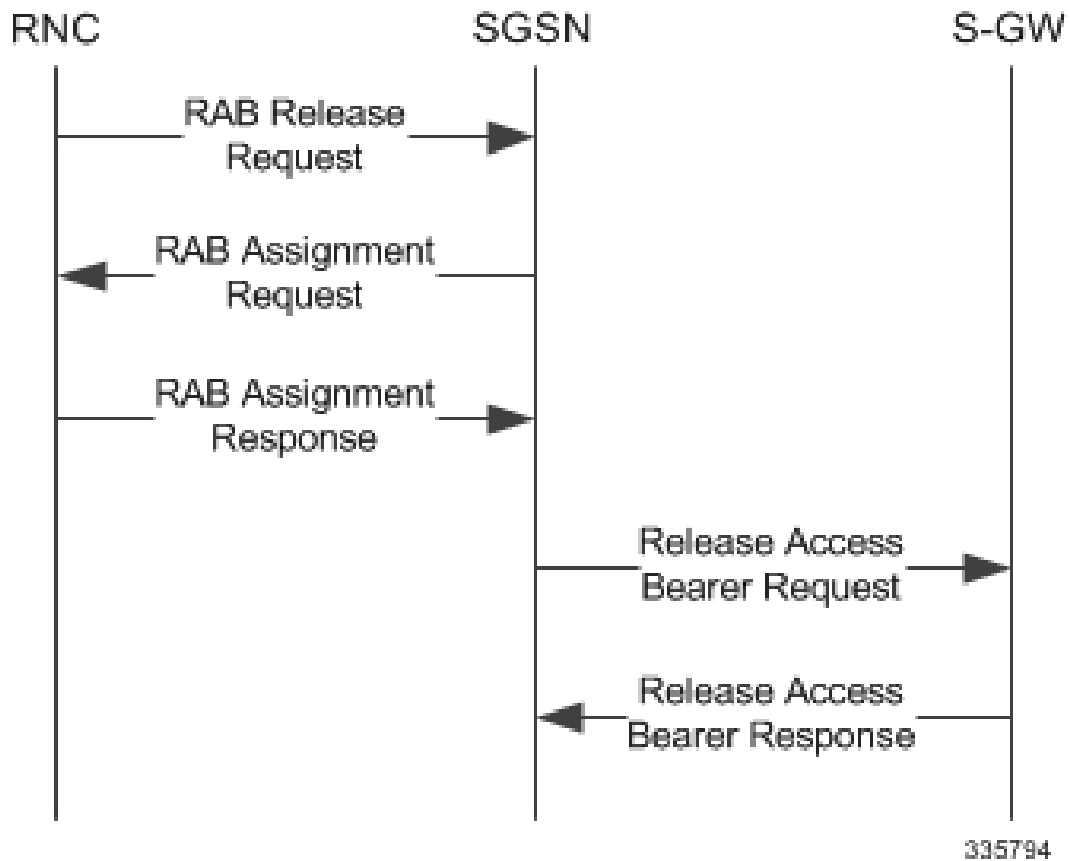 RNC
SGSN
S-GW
RAB Release
Request
RAB Assignment
Request
RAB Assignment
Response
Release Access
Bearer Request
Release Access
Bearer Response
335794